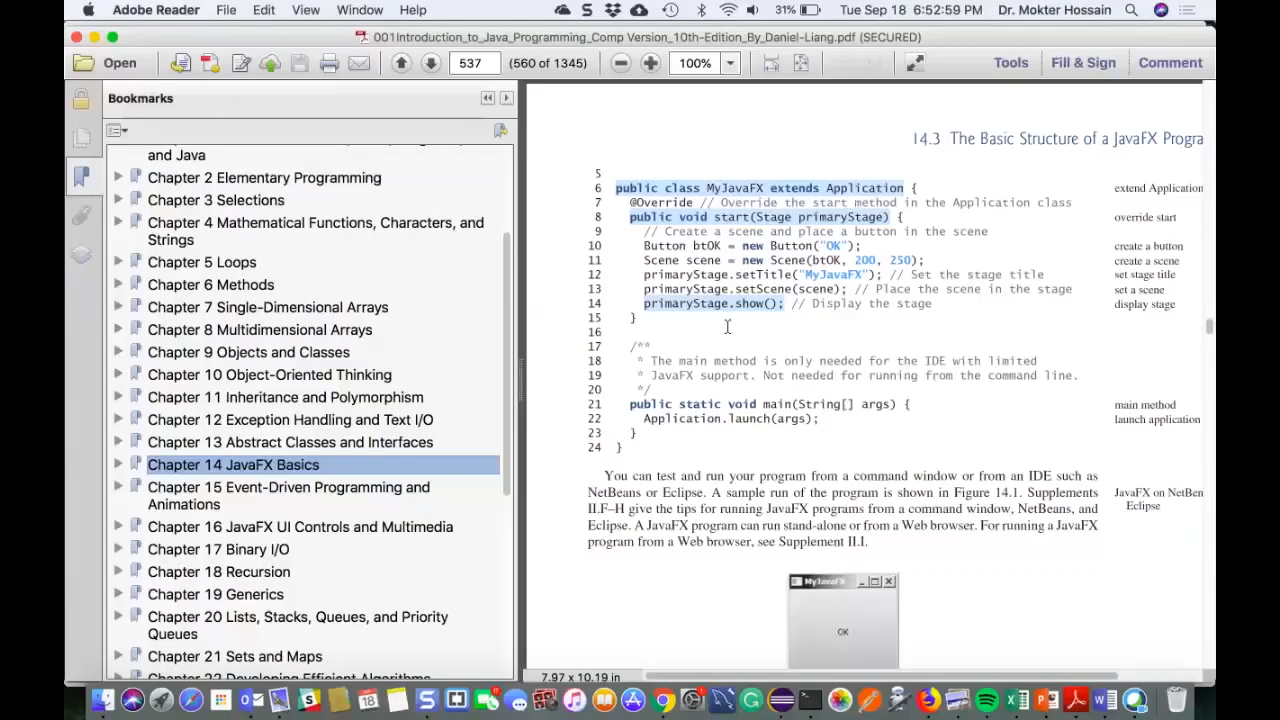 Adobe Reader File Edit View Window Help 31% Tue Sep 18 6:52:59 PM Dr. Mokter Hossain
001Introduction_to_Java_Programming_Comp Version_10th-Edition_By_Daniel-Liang.pdf (SECURED)
Open 537 (560 of 1345) 100% Tools Fill & Sign Comment
Bookmarks
and Java
Chapter 2 Elementary Programming
Chapter 3 Selections
Chapter 4 Mathematical Functions, Characters, and
Strings
Chapter 5 Loops
Chapter 6 Methods
Chapter 7 Single-Dimensional Arrays
Chapter 8 Multidimensional Arrays
Chapter 9 Objects and Classes
Chapter 10 Object-Oriented Thinking
Chapter 11 Inheritance and Polymorphism
Chapter 12 Exception Handling and Text I/O
Chapter 13 Abstract Classes and Interfaces
Chapter 14 JavaFX Basics
Chapter 15 Event-Driven Programming and
Animations
Chapter 16 JavaFX UI Controls and Multimedia
Chapter 17 Binary I/O
Chapter 18 Recursion
Chapter 19 Generics
Chapter 20 Lists, Stacks, Queues, and Priority
Queues
Chapter 21 Sets and Maps
Chapter 22 Developing Efficient Algorithms
14.3 The Basic Structure of a JavaFX Progra
5
6 public class MyJavaFX extends Application { extend Application
7 @Override // Override the start method in the Application class
8 public void start(Stage primaryStage) { override start
9 // Create a scene and place a button in the scene
10 Button btOK = new Button("OK"); create a button
11 Scene scene = new Scene(btOK, 200, 250); create a scene
12 primaryStage.setTitle("MyJavaFX"); // Set the stage title set stage title
13 primaryStage.setScene(scene); // Place the scene in the stage set a scene
14 primaryStage.show(); // Display the stage display stage
15 }
16
17 /**
18 * The main method is only needed for the IDE with limited
19 * JavaFX support. Not needed for running from the command line.
20 */
21 public static void main(String[] args) { main method
22 Application.launch(args); launch application
23 }
24 }
You can test and run your program from a command window or from an IDE such as
NetBeans or Eclipse. A sample run of the program is shown in Figure 14.1. Supplements JavaFX on NetBen
II.F–H give the tips for running JavaFX programs from a command window, NetBeans, and Eclipse
Eclipse. A JavaFX program can run stand-alone or from a Web browser. For running a JavaFX
program from a Web browser, see Supplement II.I.
MyJavaFX
OK
7.97 x 10.19 in
18